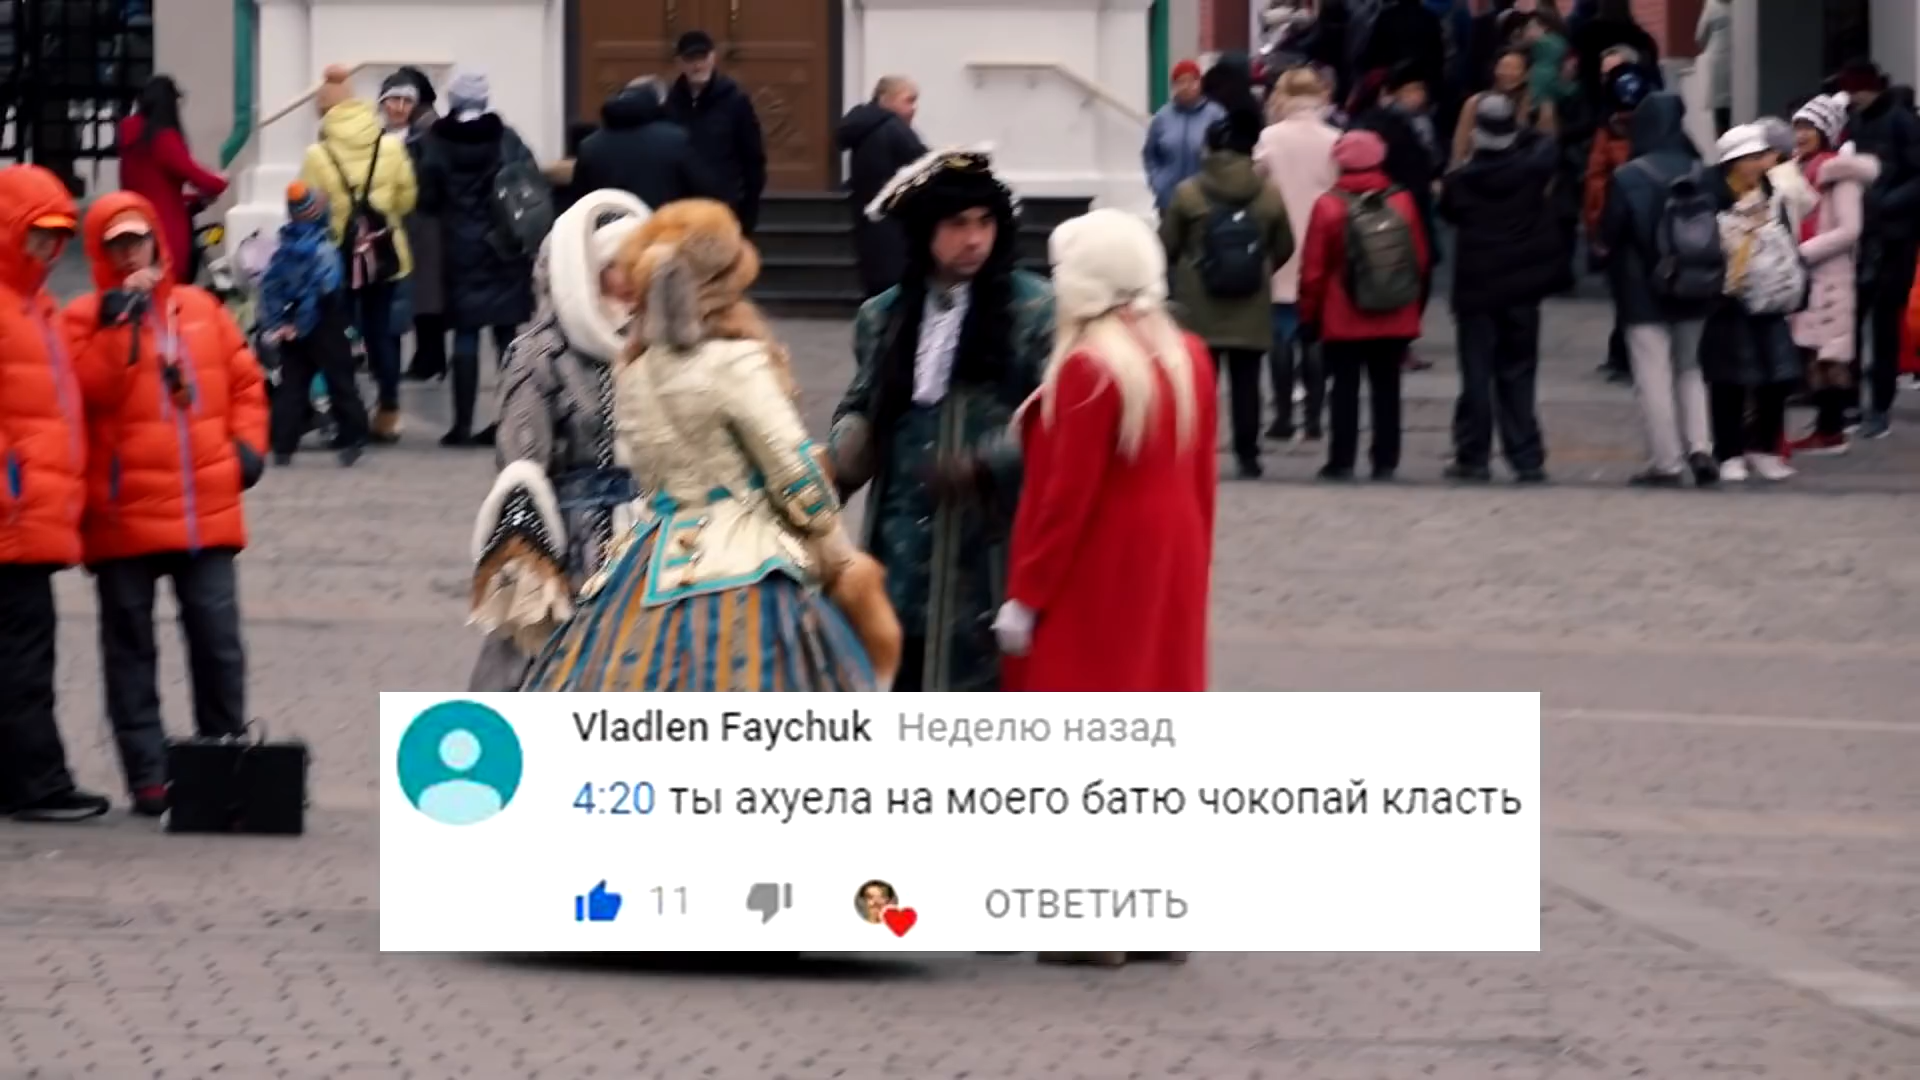 Vladlen Faychuk Неделю назад
4:20 ты ахуела на моего батю чокопай класть
11 ОТВЕТИТЬ